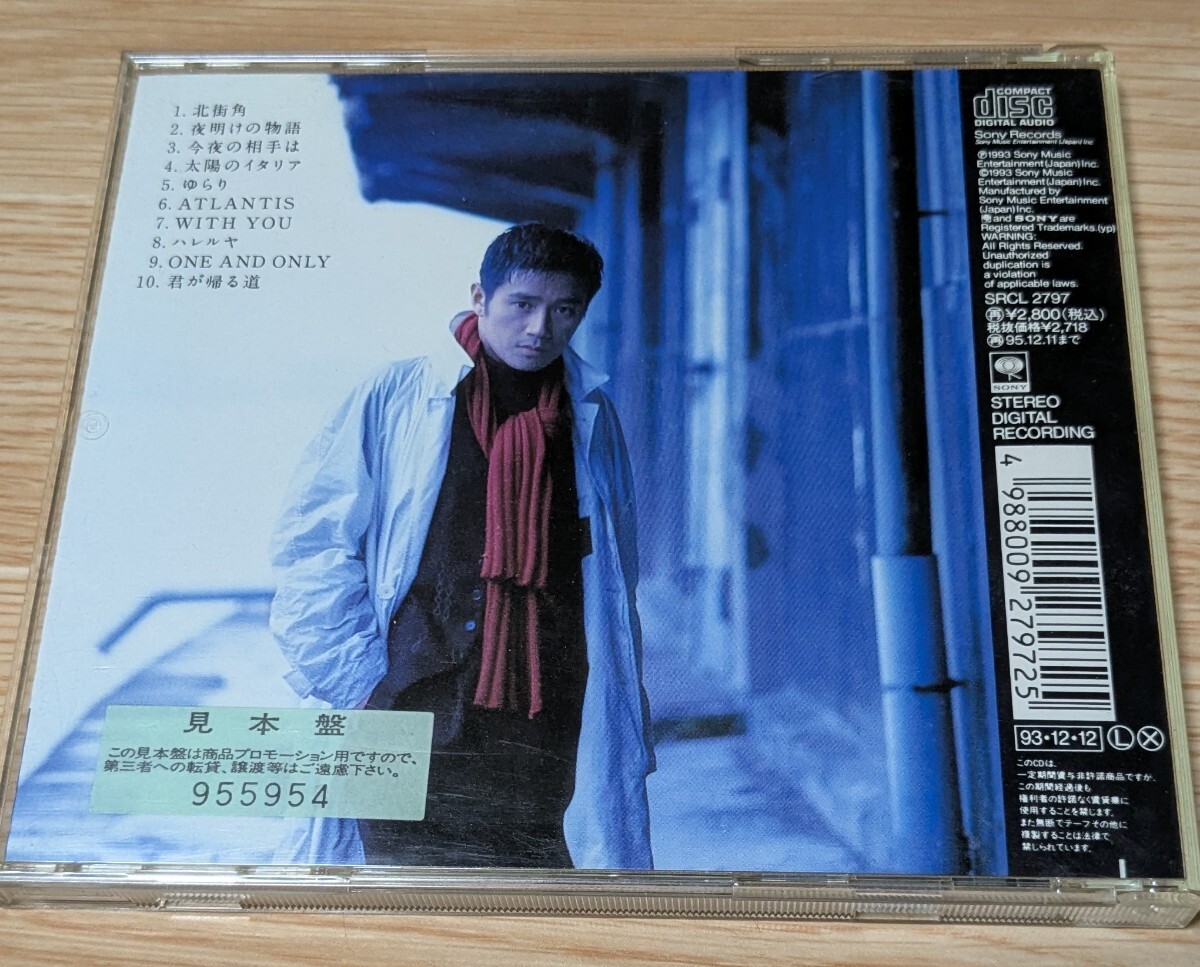 1. 北街角
2. 夜明けの物語
3. 今夜の相手は
4. 太陽のイタリア
5. ゆらり
6. ATLANTIS
7. WITH YOU
8. ハレルヤ
9. ONE AND ONLY
10. 君が帰る道
見本盤
この見本盤は商品プロモーション用ですので、
第三者への転貸、譲渡等はご遠慮下さい。
955954
COMPACT
disc
DIGITAL AUDIO
Sony Records
Sony Music Entertainment (Japan) Inc
Ⓟ1993 Sony Music
Entertainment(Japan)Inc.
©1993 Sony Music
Entertainment(Japan)Inc.
Manufactured by
Sony Music Entertainment
(Japan)Inc.
and SONY are
Registered Trademarks.(yp)
WARNING:
All Rights Reserved.
Unauthorized
duplication is
a violation
of applicable laws.
SRCL 2797
㊢¥2,800(税込)
税抜価格¥2,718
95.12.11まで
SONY
STEREO
DIGITAL
RECORDING
4 988009 279725
93・12・12 Ⓛ Ⓧ
このCDは、
一定期間貸与非許諾商品ですが、
この期間経過後も
権利者の許諾なく賃貸業に
使用することを禁じます。
また無断でテープその他に
複製することは法律で
禁じられています。